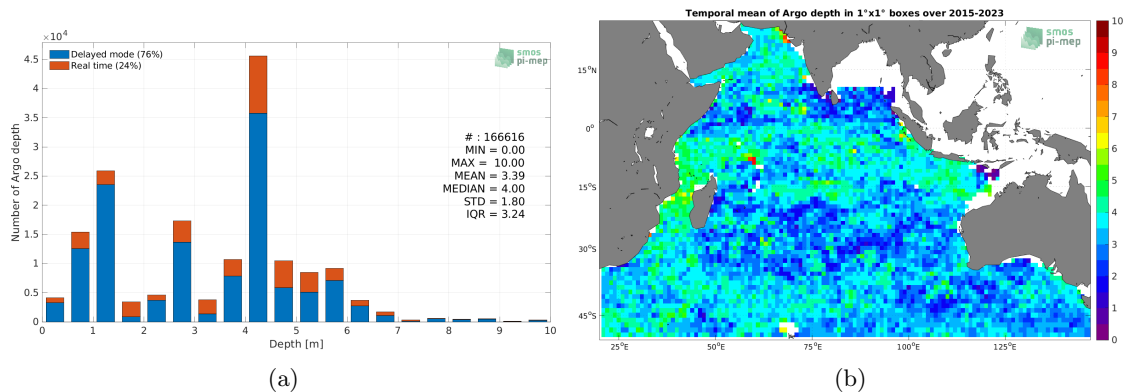 ×10⁴
Delayed mode (76%)
Real time (24%)
smos
pi-mep
4.5
4
3.5
3
2.5
2
1.5
1
0.5
0
Number of Argo depth
# : 166616
MIN = 0.00
MAX = 10.00
MEAN = 3.39
MEDIAN = 4.00
STD = 1.80
IQR = 3.24
0 1 2 3 4 5 6 7 8 9 10
Depth [m]
(a)
Temporal mean of Argo depth in 1°x1° boxes over 2015-2023
smos
pi-mep
15°N
0°
15°S
30°S
45°S
25°E 50°E 75°E 100°E 125°E
10
9
8
7
6
5
4
3
2
1
0
(b)